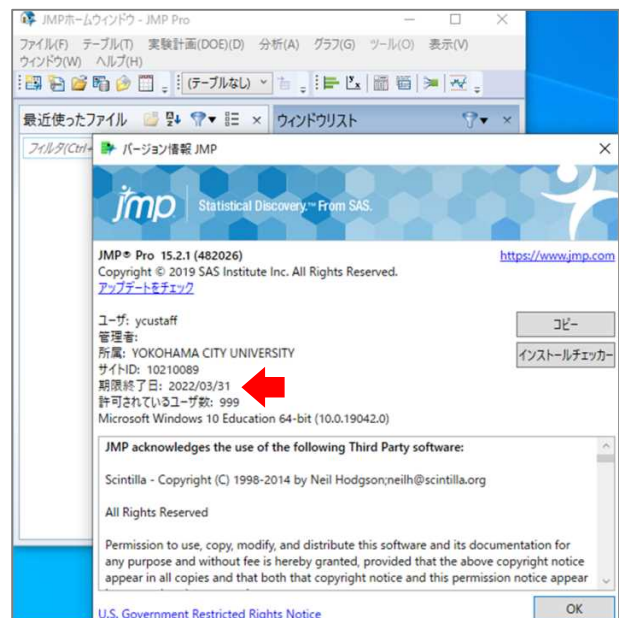 JMPホームウィンドウ - JMP Pro
ファイル(F) テーブル(T) 実験計画(DOE)(D) 分析(A) グラフ(G) ツール(O) 表示(V)
ウィンドウ(W) ヘルプ(H)
(テーブルなし)
最近使ったファイル
ウィンドウリスト
フィルタ(Ctrl+
バージョン情報 JMP
jmp Statistical Discovery.™ From SAS.
JMP® Pro 15.2.1 (482026)
https://www.jmp.com
Copyright © 2019 SAS Institute Inc. All Rights Reserved.
アップデートをチェック
ユーザ: ycustaff
コピー
管理者:
所属: YOKOHAMA CITY UNIVERSITY
インストールチェッカー
サイトID: 10210089
期限終了日: 2022/03/31
許可されているユーザ数: 999
Microsoft Windows 10 Education 64-bit (10.0.19042.0)
JMP acknowledges the use of the following Third Party software:
Scintilla - Copyright (C) 1998-2014 by Neil Hodgson;neilh@scintilla.org
All Rights Reserved
Permission to use, copy, modify, and distribute this software and its documentation for
any purpose and without fee is hereby granted, provided that the above copyright notice
appear in all copies and that both that copyright notice and this permission notice appear
U.S. Government Restricted Rights Notice
OK